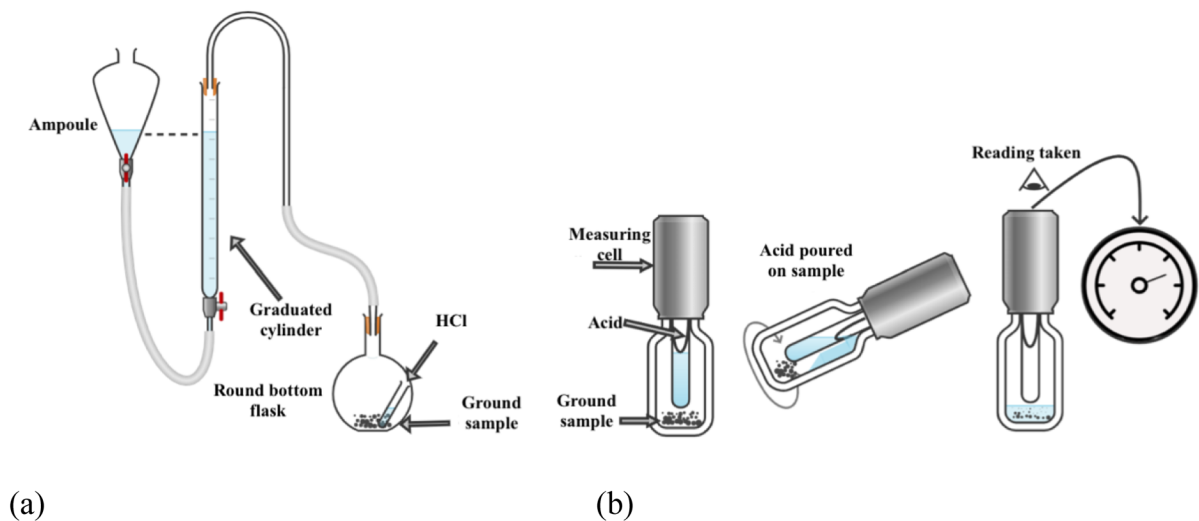 Ampoule
Graduated
cylinder
HCl
Round bottom
flask
Ground
sample
(a)
Measuring
cell
Acid
Ground
sample
Acid poured
on sample
Reading taken
(b)